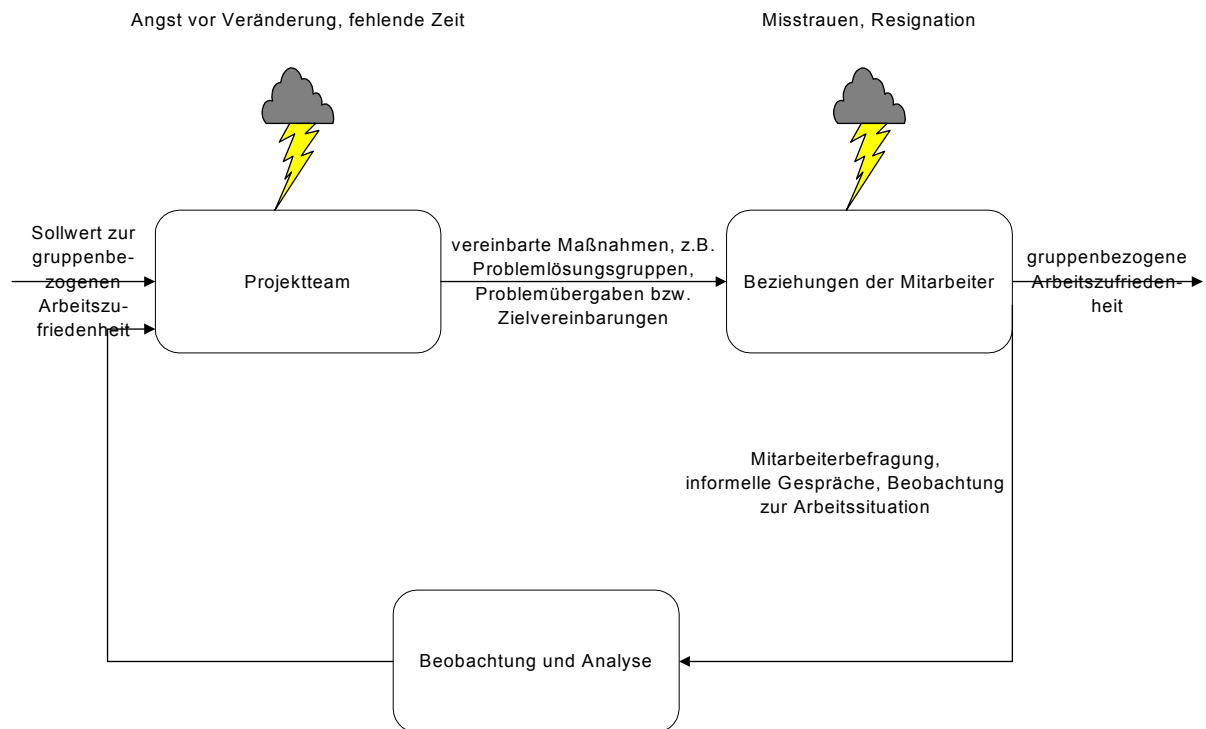 Angst vor Veränderung, fehlende Zeit
Misstrauen, Resignation
Sollwert zur
gruppenbe-
zogenen
Arbeitszu-
friedenheit
Projektteam
vereinbarte Maßnahmen, z.B.
Problemlösungsgruppen,
Problemübergaben bzw.
Zielvereinbarungen
Beziehungen der Mitarbeiter
gruppenbezogene
Arbeitszufrieden-
heit
Mitarbeiterbefragung,
informelle Gespräche, Beobachtung
zur Arbeitssituation
Beobachtung und Analyse